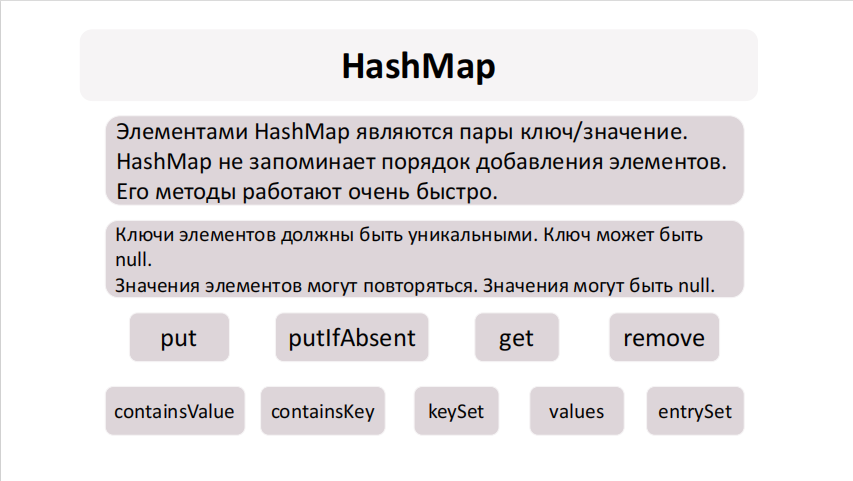 HashMap
Элементами HashMap являются пары ключ/значение.
HashMap не запоминает порядок добавления элементов.
Его методы работают очень быстро.
Ключи элементов должны быть уникальными. Ключ может быть
null.
Значения элементов могут повторяться. Значения могут быть null.
put putIfAbsent get remove
containsValue containsKey keySet values entrySet